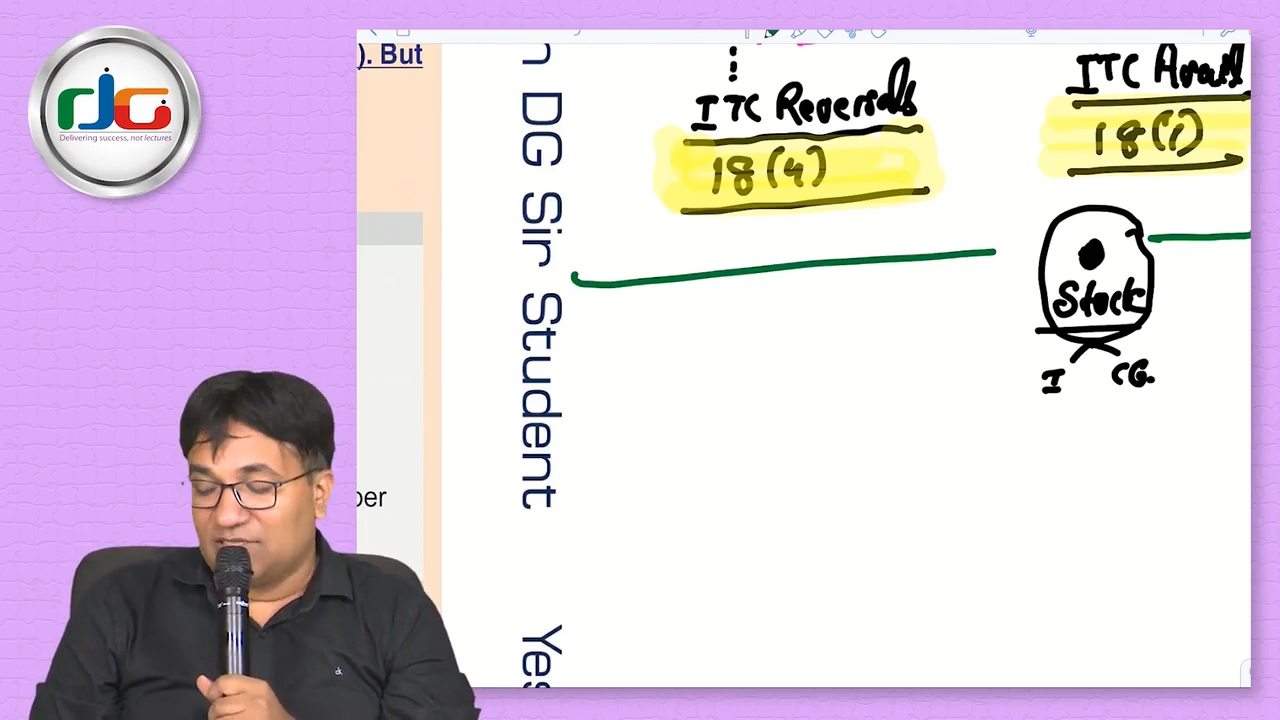 Delivering success, not lectures
). But
per
n DG Sir Student Yes
ITC Reversals
18(4)
ITC Avail
18(1)
Stock
I CG.
dk